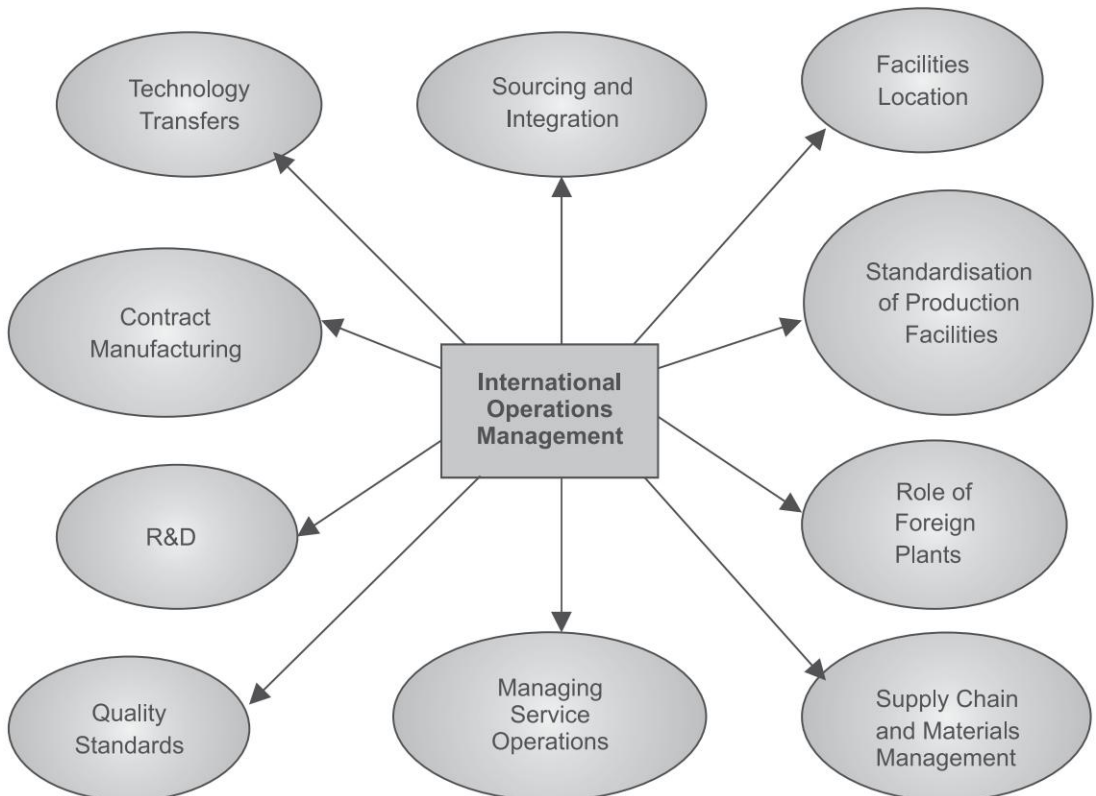 Technology
Transfers
Sourcing and
Integration
Facilities
Location
Contract
Manufacturing
Standardisation
of Production
Facilities
International
Operations
Management
R&D
Role of
Foreign
Plants
Quality
Standards
Managing
Service
Operations
Supply Chain
and Materials
Management